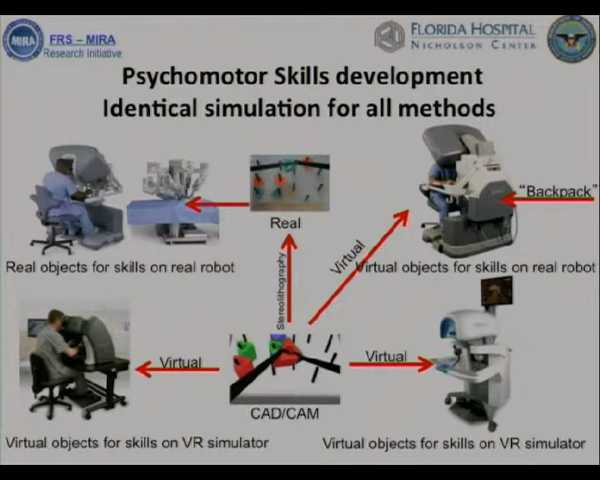 MIRA
FRS – MIRA
Research Initiative
FLORIDA HOSPITAL
NICHOLSON CENTER
Psychomotor Skills development
Identical simulation for all methods
"Backpack"
Real
Real objects for skills on real robot
Virtual
Virtual objects for skills on real robot
Stereolithography
Virtual
Virtual
CAD/CAM
Virtual objects for skills on VR simulator
Virtual objects for skills on VR simulator